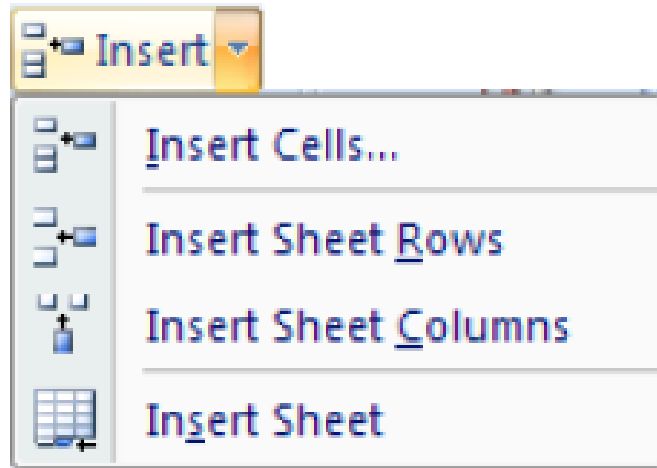 Insert
Insert Cells...
Insert Sheet Rows
Insert Sheet Columns
Insert Sheet